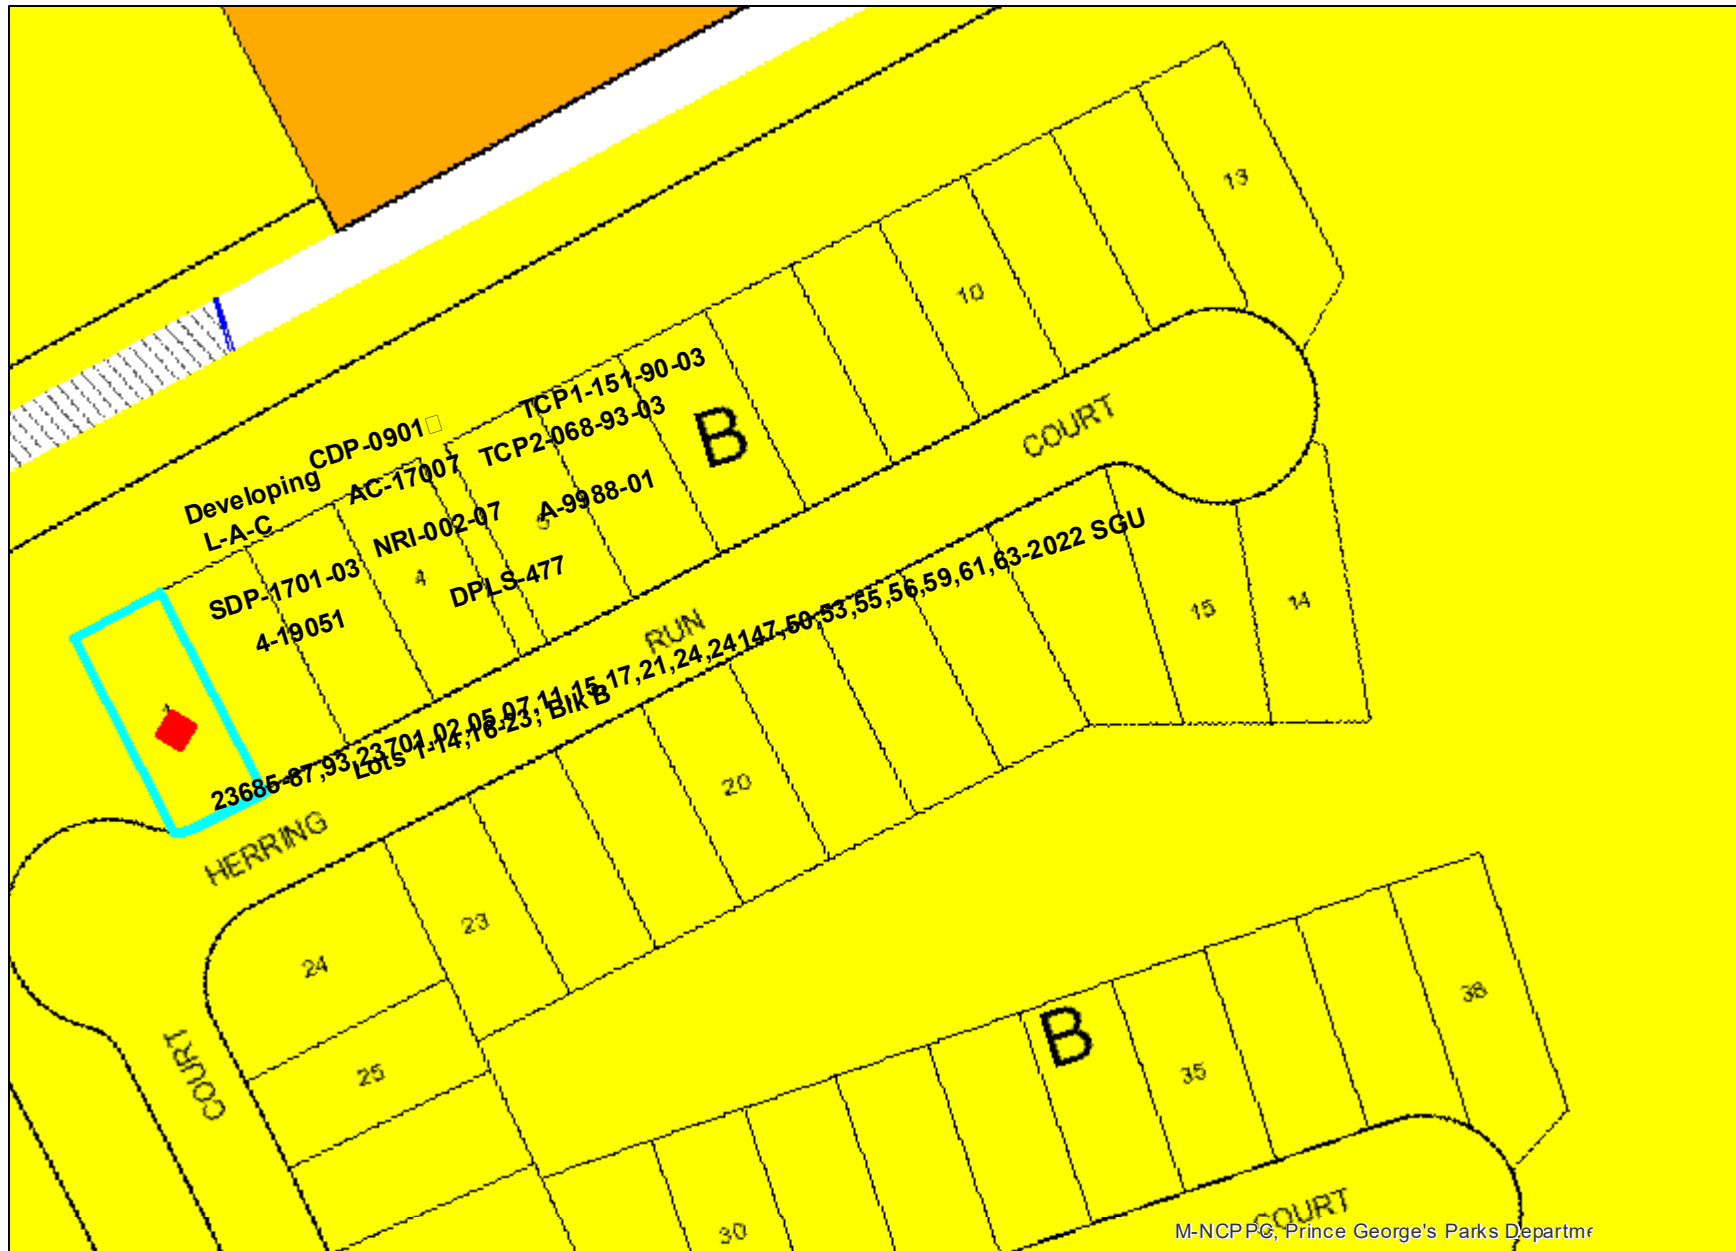 13
10
TCP1-151-90-03
TCP2-068-93-03
B
CDP-0901
COURT
AC-17007
Developing
L-A-C
A-9988-01
NRI-002-07
SDP-1701-03
4
DPLS-477
4-19051
15
14
RUN
23685-87,93,23701,02,05,07,11,15,17,21,24,24147,50,53,55,56,59,61,63-2022 SGU
Lots 1-14,16-23; Blk B
HERRING
20
23
24
25
COURT
38
B
35
30
COURT
M-NCPPC, Prince George's Parks Departme